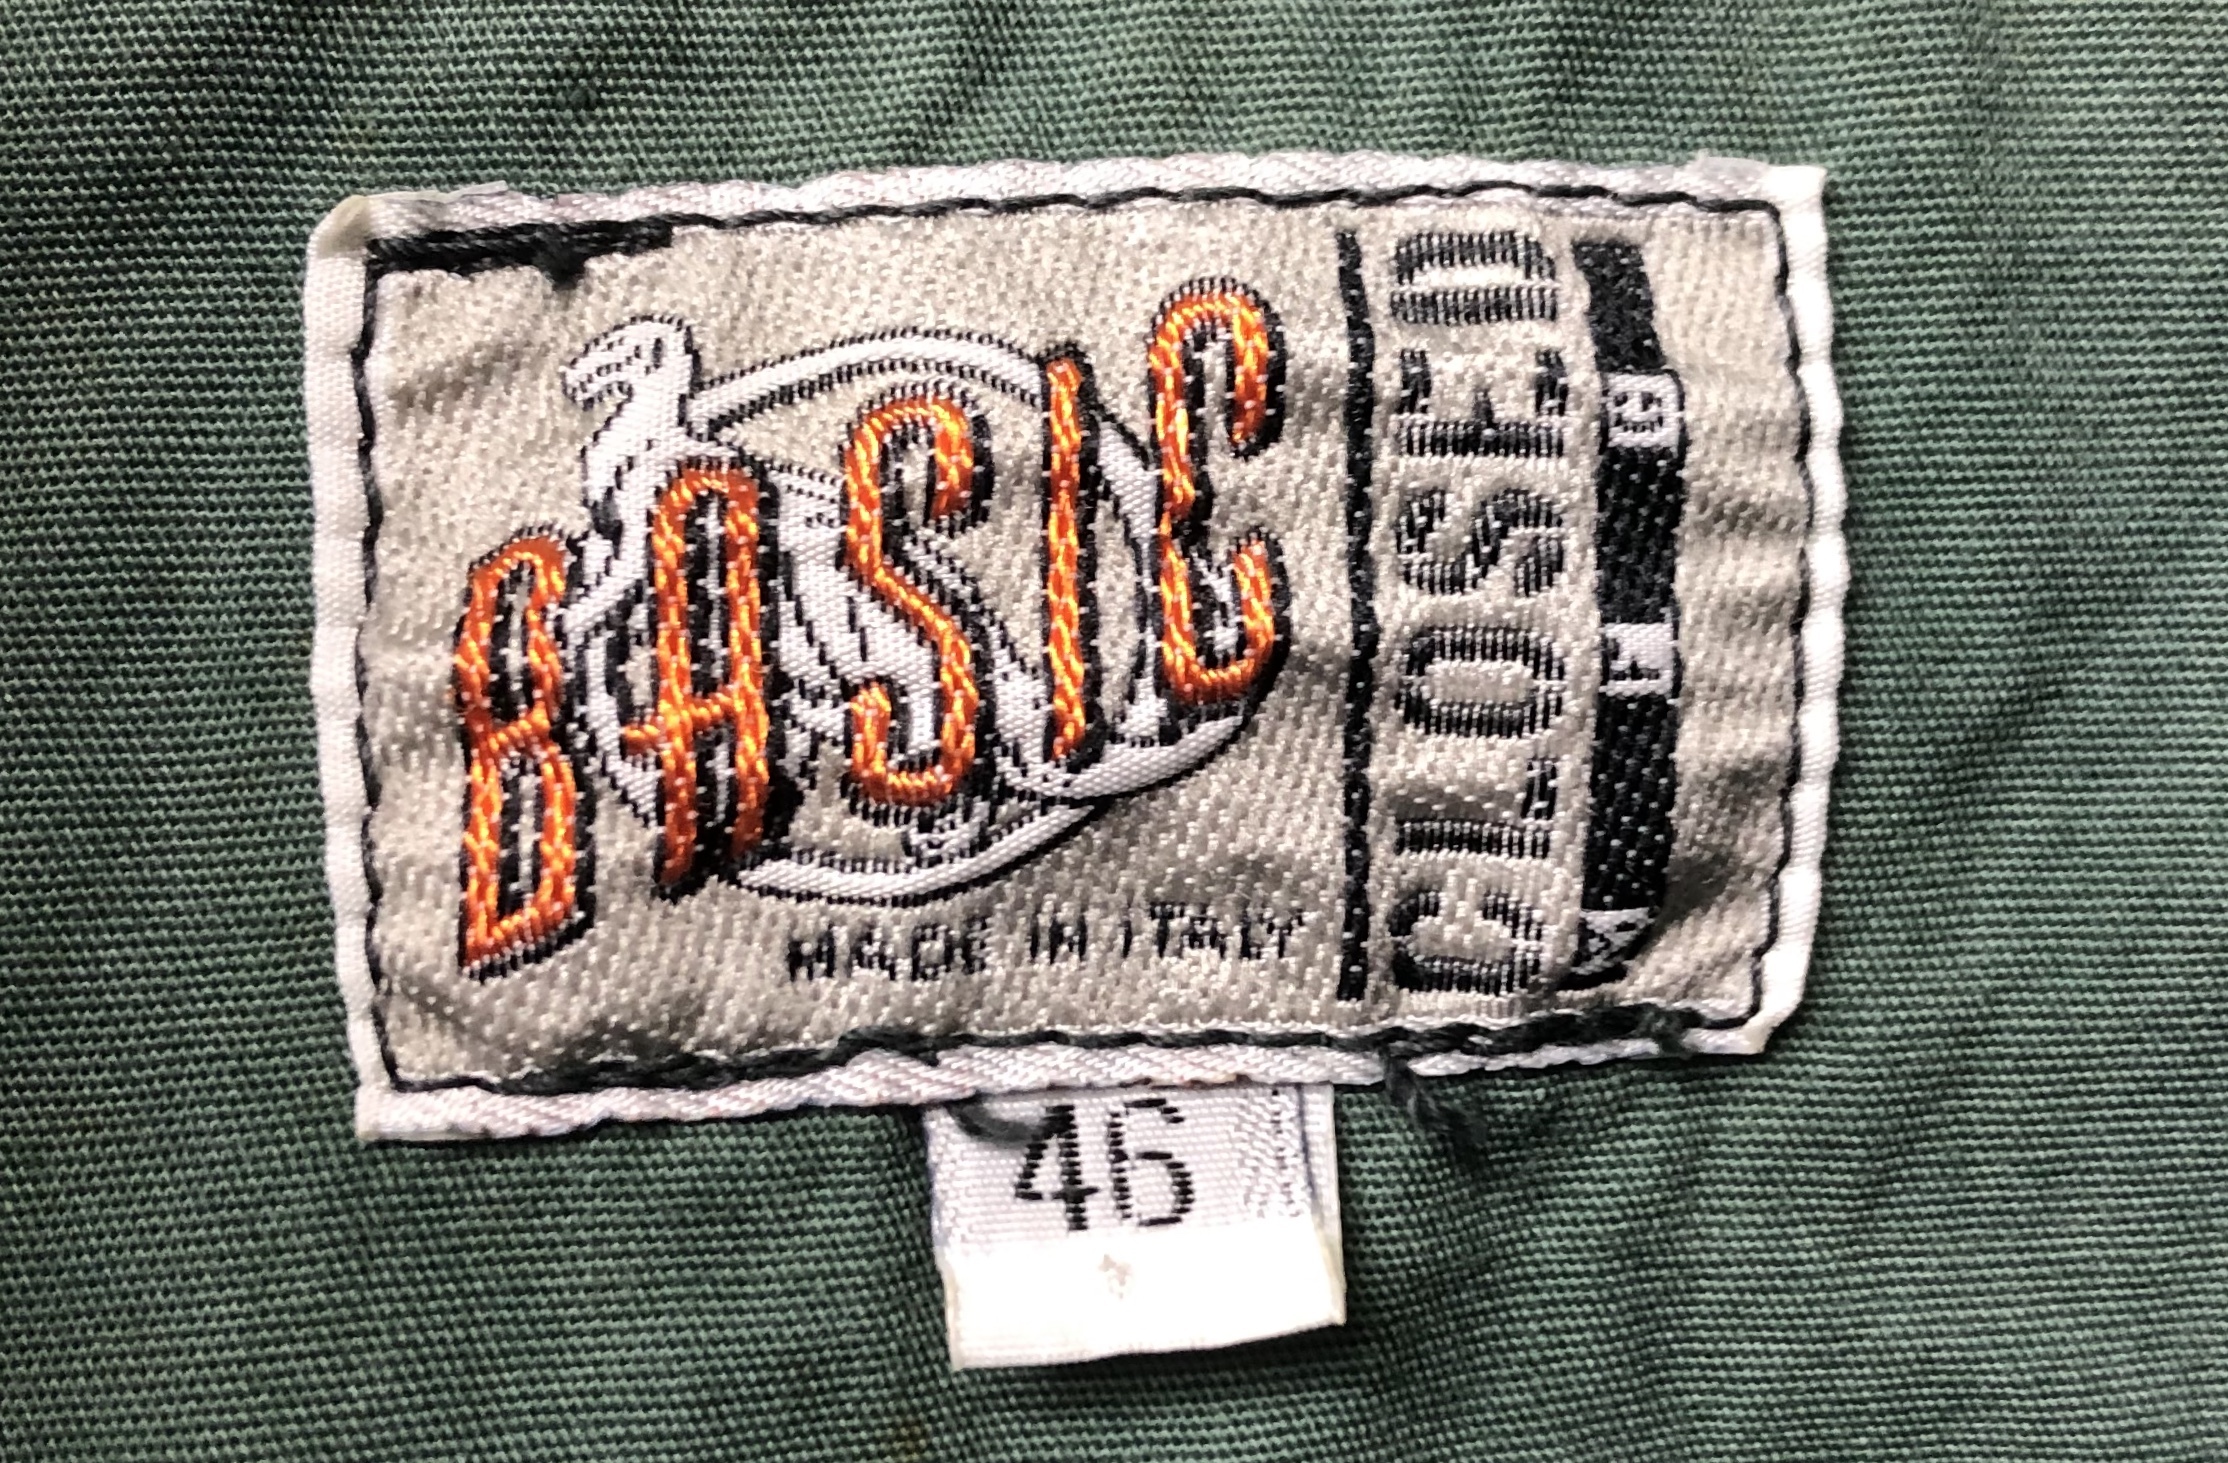 BASIC
MADE IN ITALY
CLOSED
46